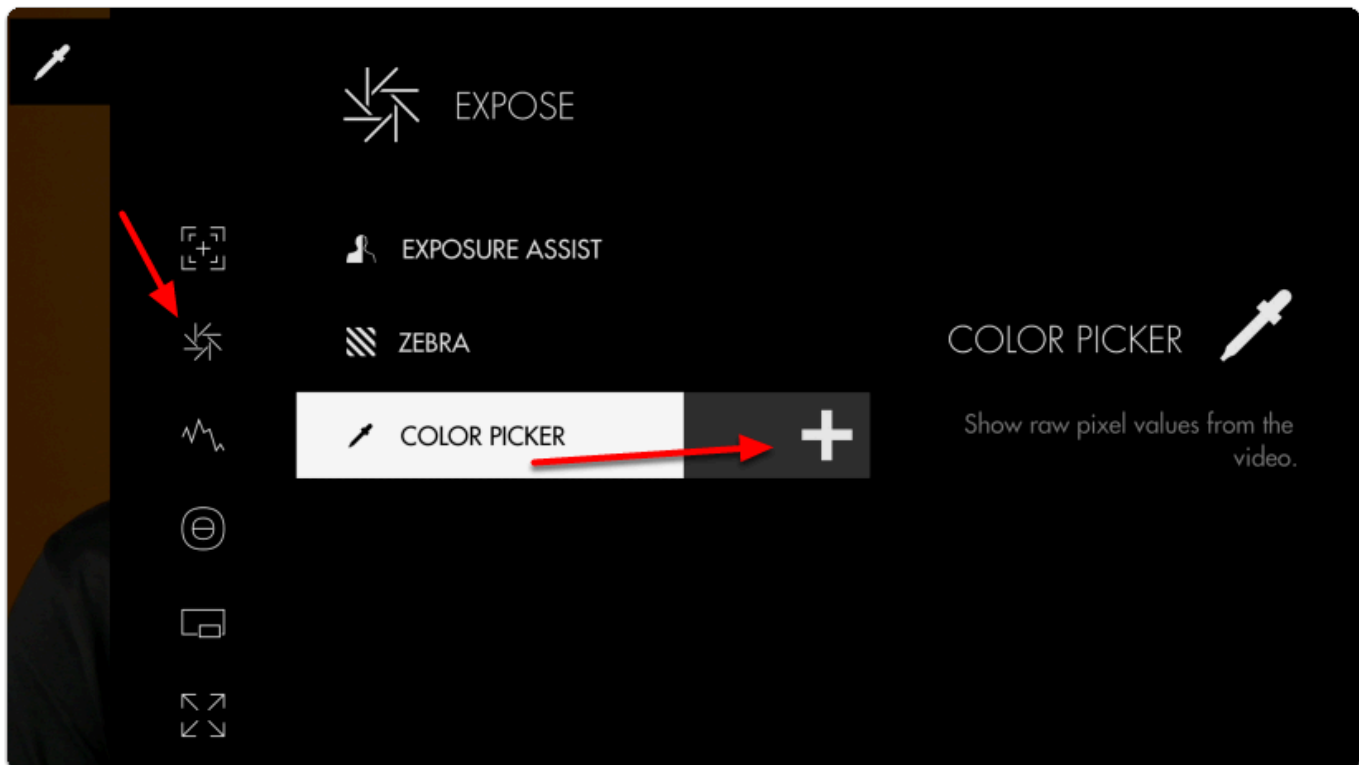 EXPOSE
EXPOSURE ASSIST
ZEBRA
COLOR PICKER
COLOR PICKER
Show raw pixel values from the
video.